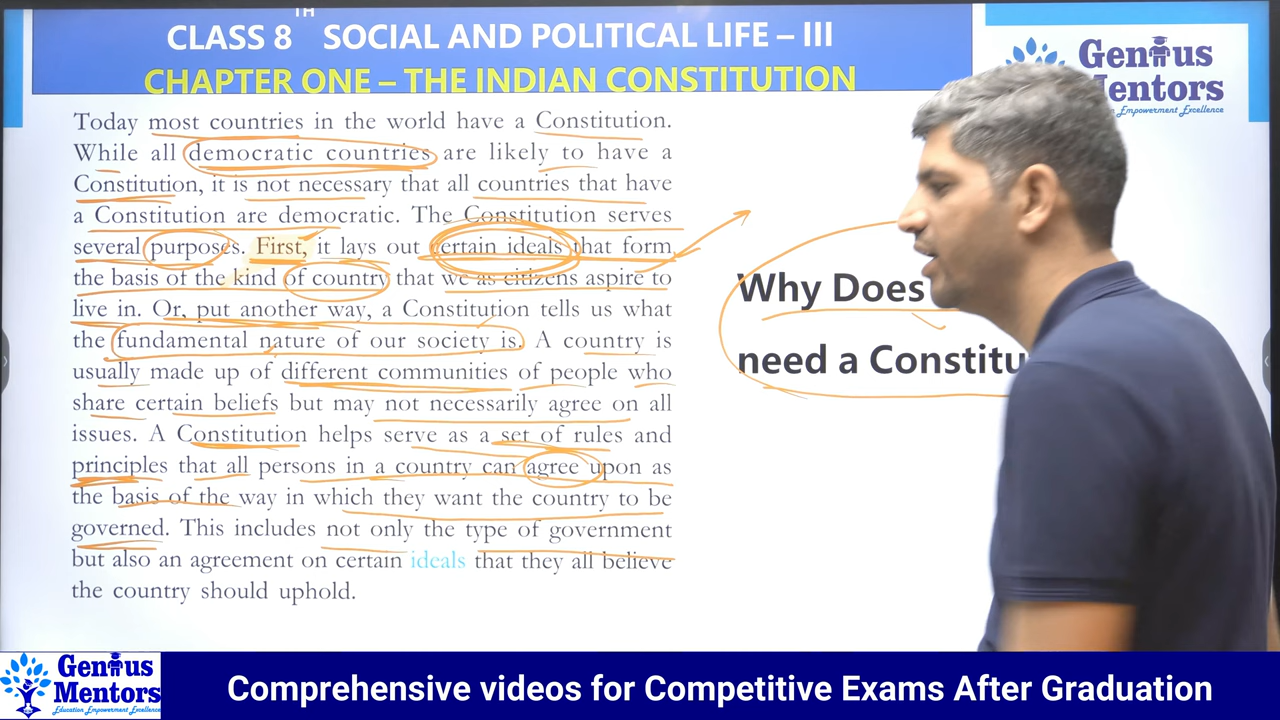 CLASS 8TH SOCIAL AND POLITICAL LIFE – III
CHAPTER ONE – THE INDIAN CONSTITUTION
Genius
Mentors
Empowerment Excellence
Today most countries in the world have a Constitution.
While all democratic countries are likely to have a
Constitution, it is not necessary that all countries that have
a Constitution are democratic. The Constitution serves
several purposes. First, it lays out certain ideals that form
the basis of the kind of country that we as citizens aspire to
live in. Or, put another way, a Constitution tells us what
the fundamental nature of our society is. A country is
usually made up of different communities of people who
share certain beliefs but may not necessarily agree on all
issues. A Constitution helps serve as a set of rules and
principles that all persons in a country can agree upon as
the basis of the way in which they want the country to be
governed. This includes not only the type of government
but also an agreement on certain ideals that they all believe
the country should uphold.
Why Does
need a Constitu
Genius
Mentors
Education Empowerment Excellence
Comprehensive videos for Competitive Exams After Graduation